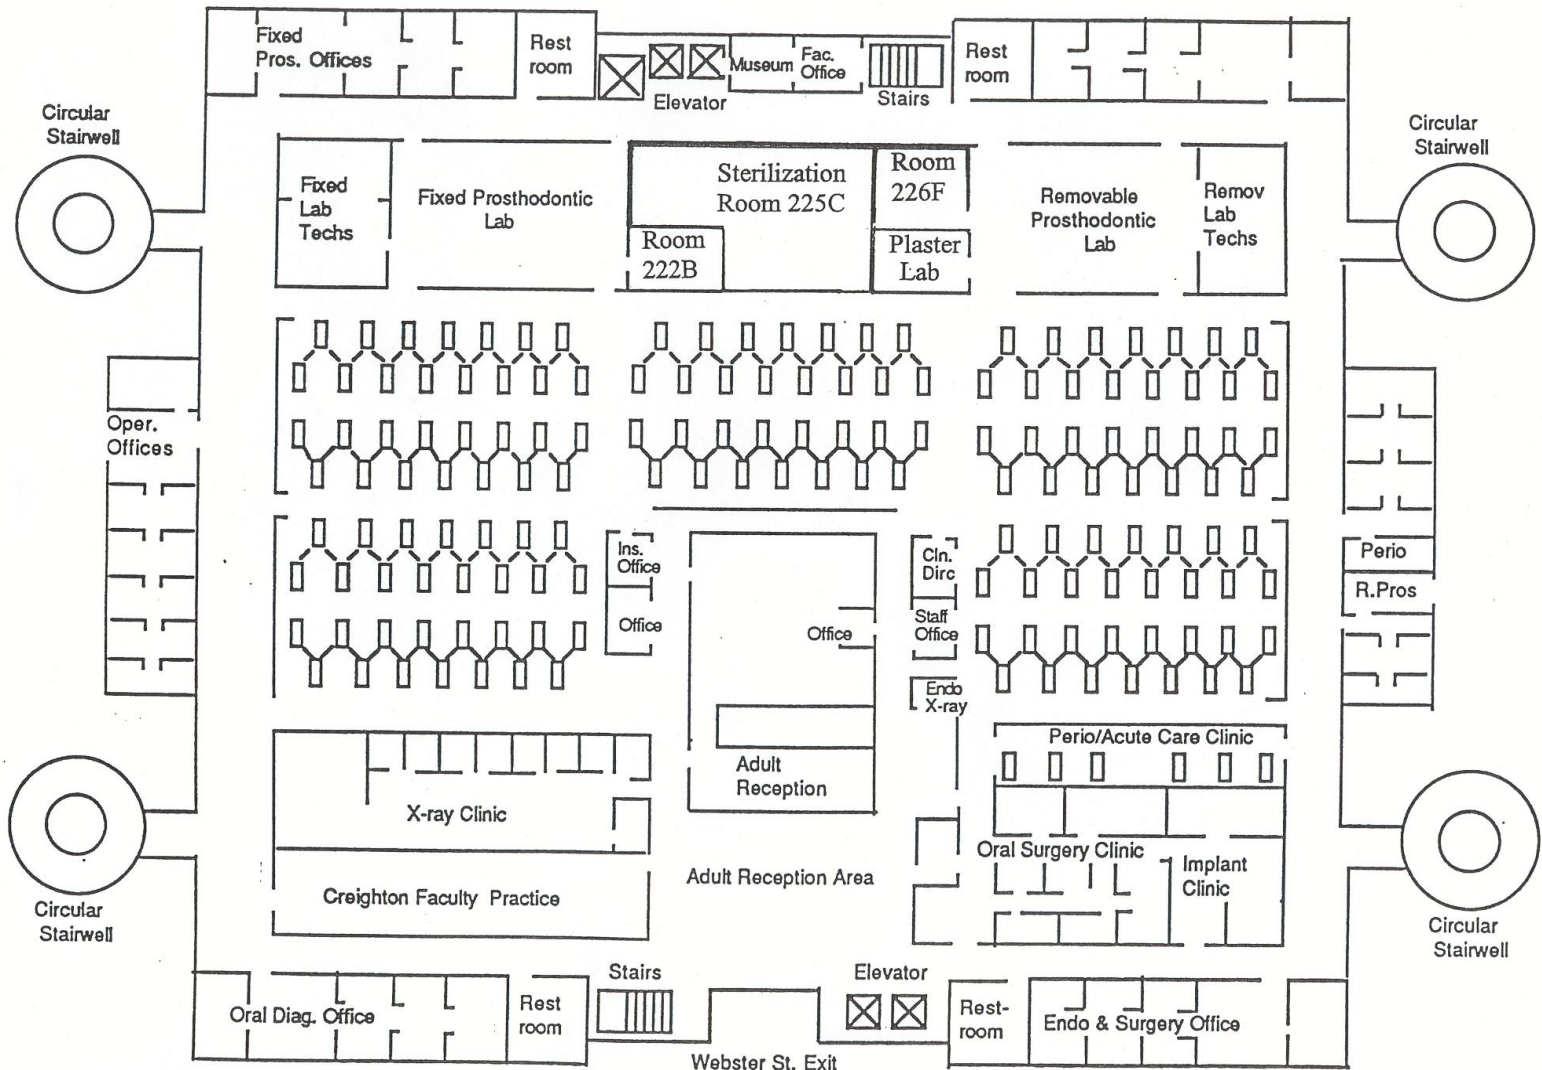 Fixed
Pros. Offices
Rest
room
Elevator
Museum
Fac.
Office
Stairs
Rest
room
Circular
Stairwell
Circular
Stairwell
Fixed
Lab
Techs
Fixed Prosthodontic
Lab
Sterilization
Room 225C
Room
222B
Room
226F
Plaster
Lab
Removable
Prosthodontic
Lab
Remov
Lab
Techs
Oper.
Offices
Ins.
Office
Office
Office
Cln.
Dirc
Staff
Office
Endo
X-ray
Perio
R.Pros
Adult
Reception
Perio/Acute Care Clinic
X-ray Clinic
Creighton Faculty Practice
Adult Reception Area
Oral Surgery Clinic
Implant
Clinic
Circular
Stairwell
Circular
Stairwell
Oral Diag. Office
Rest
room
Stairs
Elevator
Rest-
room
Endo & Surgery Office
Webster St. Exit